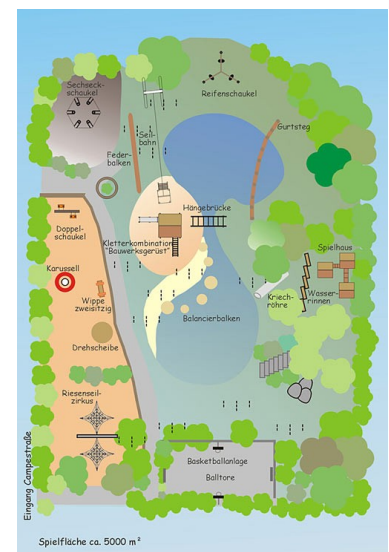 Sechseck-
schaukel
Reifenschaukel
Seil-
bahn
Gurtsteg
Feder-
balken
Hängebrücke
Doppel-
schaukel
Kletterkombination
"Bauwerksgerüst"
Spielhaus
Karussell
Wippe
zweisitzig
Kriech-
röhre
Wasser-
rinnen
Balancierbalken
Drehscheibe
Riesenseil-
zirkus
Basketballanlage
Balltore
Eingang Campestraße
Spielfläche ca. 5000 m²